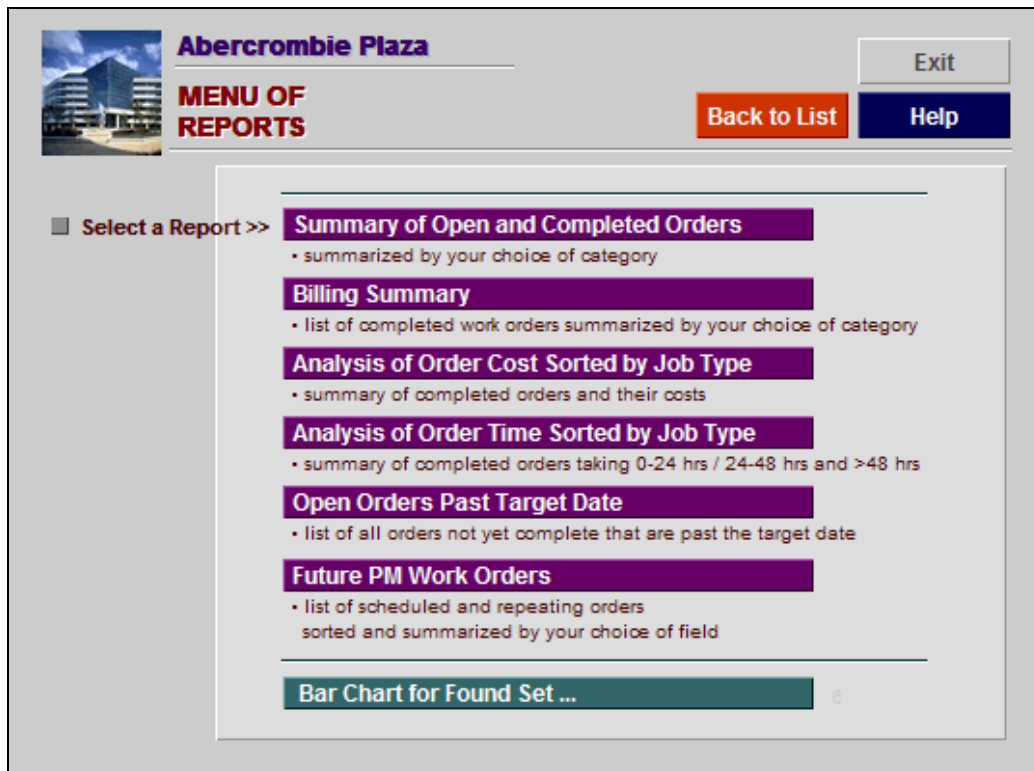 Abercrombie Plaza
MENU OF
REPORTS
Exit
Back to List
Help
Select a Report >>
Summary of Open and Completed Orders
• summarized by your choice of category
Billing Summary
• list of completed work orders summarized by your choice of category
Analysis of Order Cost Sorted by Job Type
• summary of completed orders and their costs
Analysis of Order Time Sorted by Job Type
• summary of completed orders taking 0-24 hrs / 24-48 hrs and >48 hrs
Open Orders Past Target Date
• list of all orders not yet complete that are past the target date
Future PM Work Orders
• list of scheduled and repeating orders
sorted and summarized by your choice of field
Bar Chart for Found Set ...